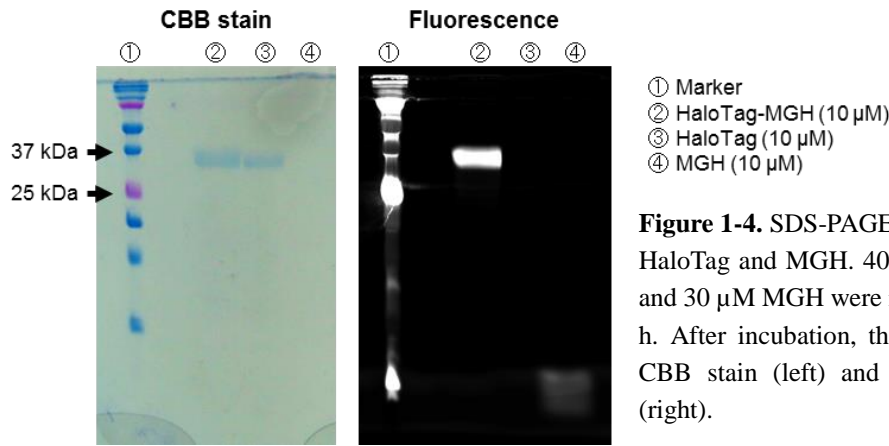 CBB stain
Fluorescence
① ② ③ ④
① ② ③ ④
37 kDa
25 kDa
① Marker
② HaloTag-MGH (10 µM)
③ HaloTag (10 µM)
④ MGH (10 µM)
Figure 1-4. SDS-PAGE
HaloTag and MGH. 40
and 30 µM MGH were
h. After incubation, th
CBB stain (left) and
(right).